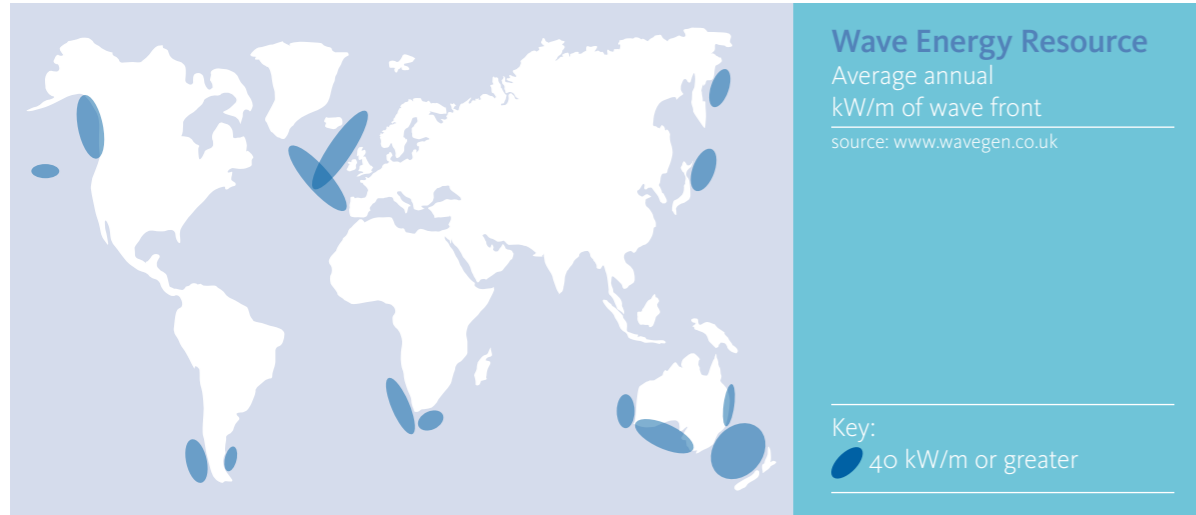 Wave Energy Resource
Average annual
kW/m of wave front
source: www.wavegen.co.uk
Key:
40 kW/m or greater